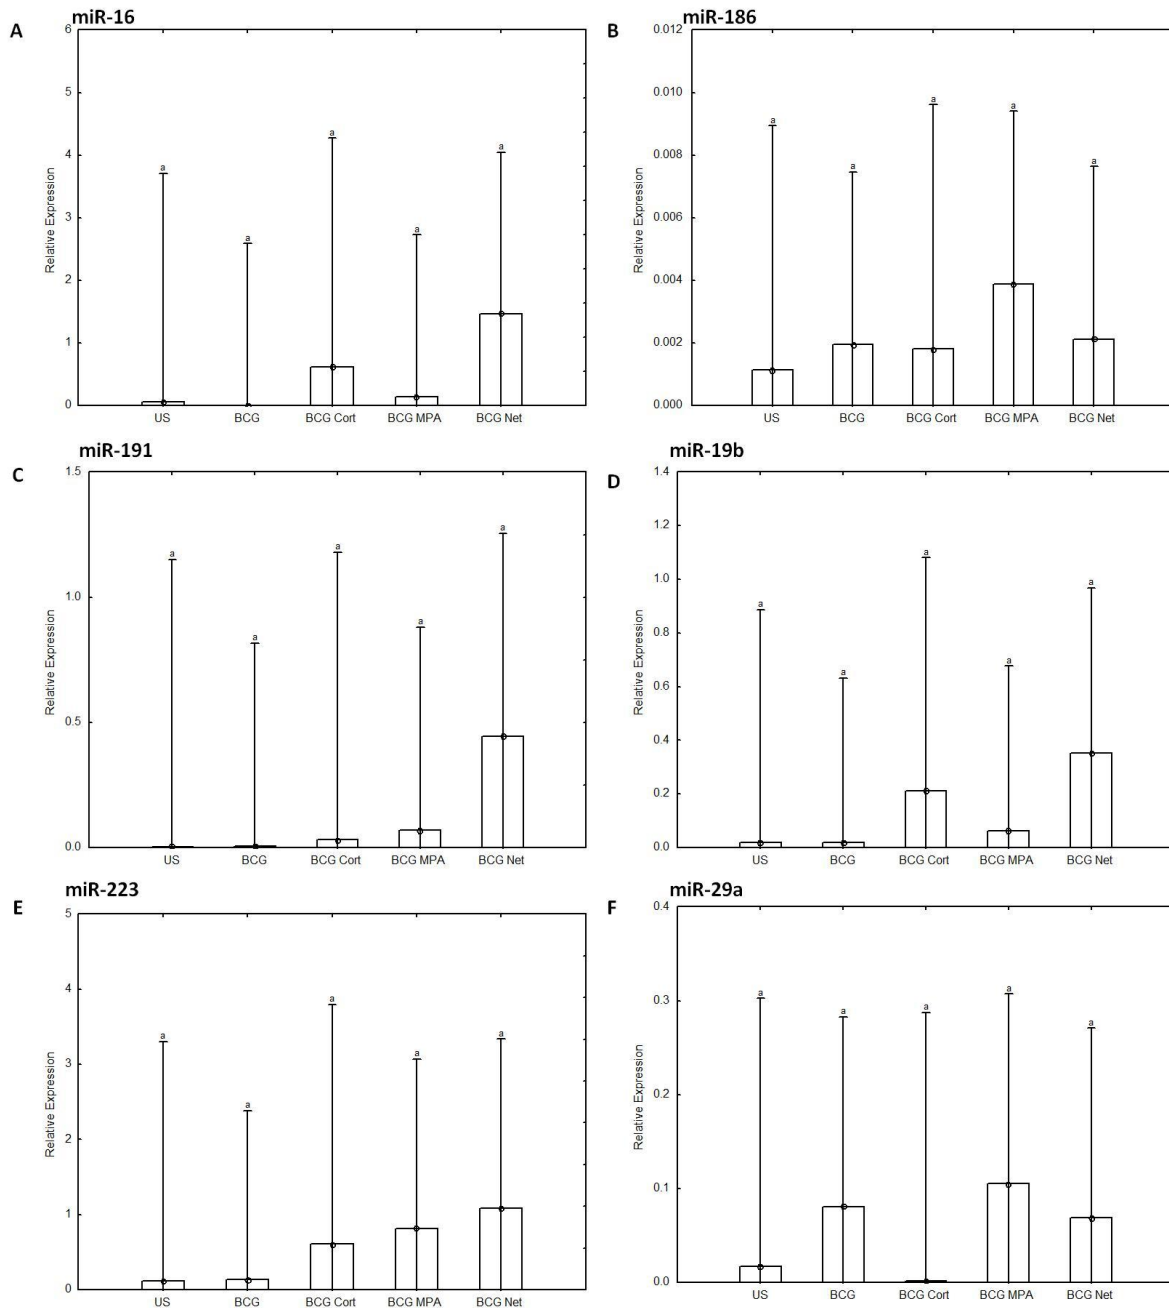 A miR-16
6
5
4
3
2
1
0
Relative Expression
a a a a a
US BCG BCG Cort BCG MPA BCG Net
B miR-186
0.012
0.010
0.008
0.006
0.004
0.002
0.000
Relative Expression
a a a a a
US BCG BCG Cort BCG MPA BCG Net
C miR-191
1.5
1.0
0.5
0.0
Relative Expression
a a a a a
US BCG BCG Cort BCG MPA BCG Net
D miR-19b
1.4
1.2
1.0
0.8
0.6
0.4
0.2
0.0
Relative Expression
a a a a a
US BCG BCG Cort BCG MPA BCG Net
E miR-223
5
4
3
2
1
0
Relative Expression
a a a a a
US BCG BCG Cort BCG MPA BCG Net
F miR-29a
0.4
0.3
0.2
0.1
0.0
Relative Expression
a a a a a
US BCG BCG Cort BCG MPA BCG Net